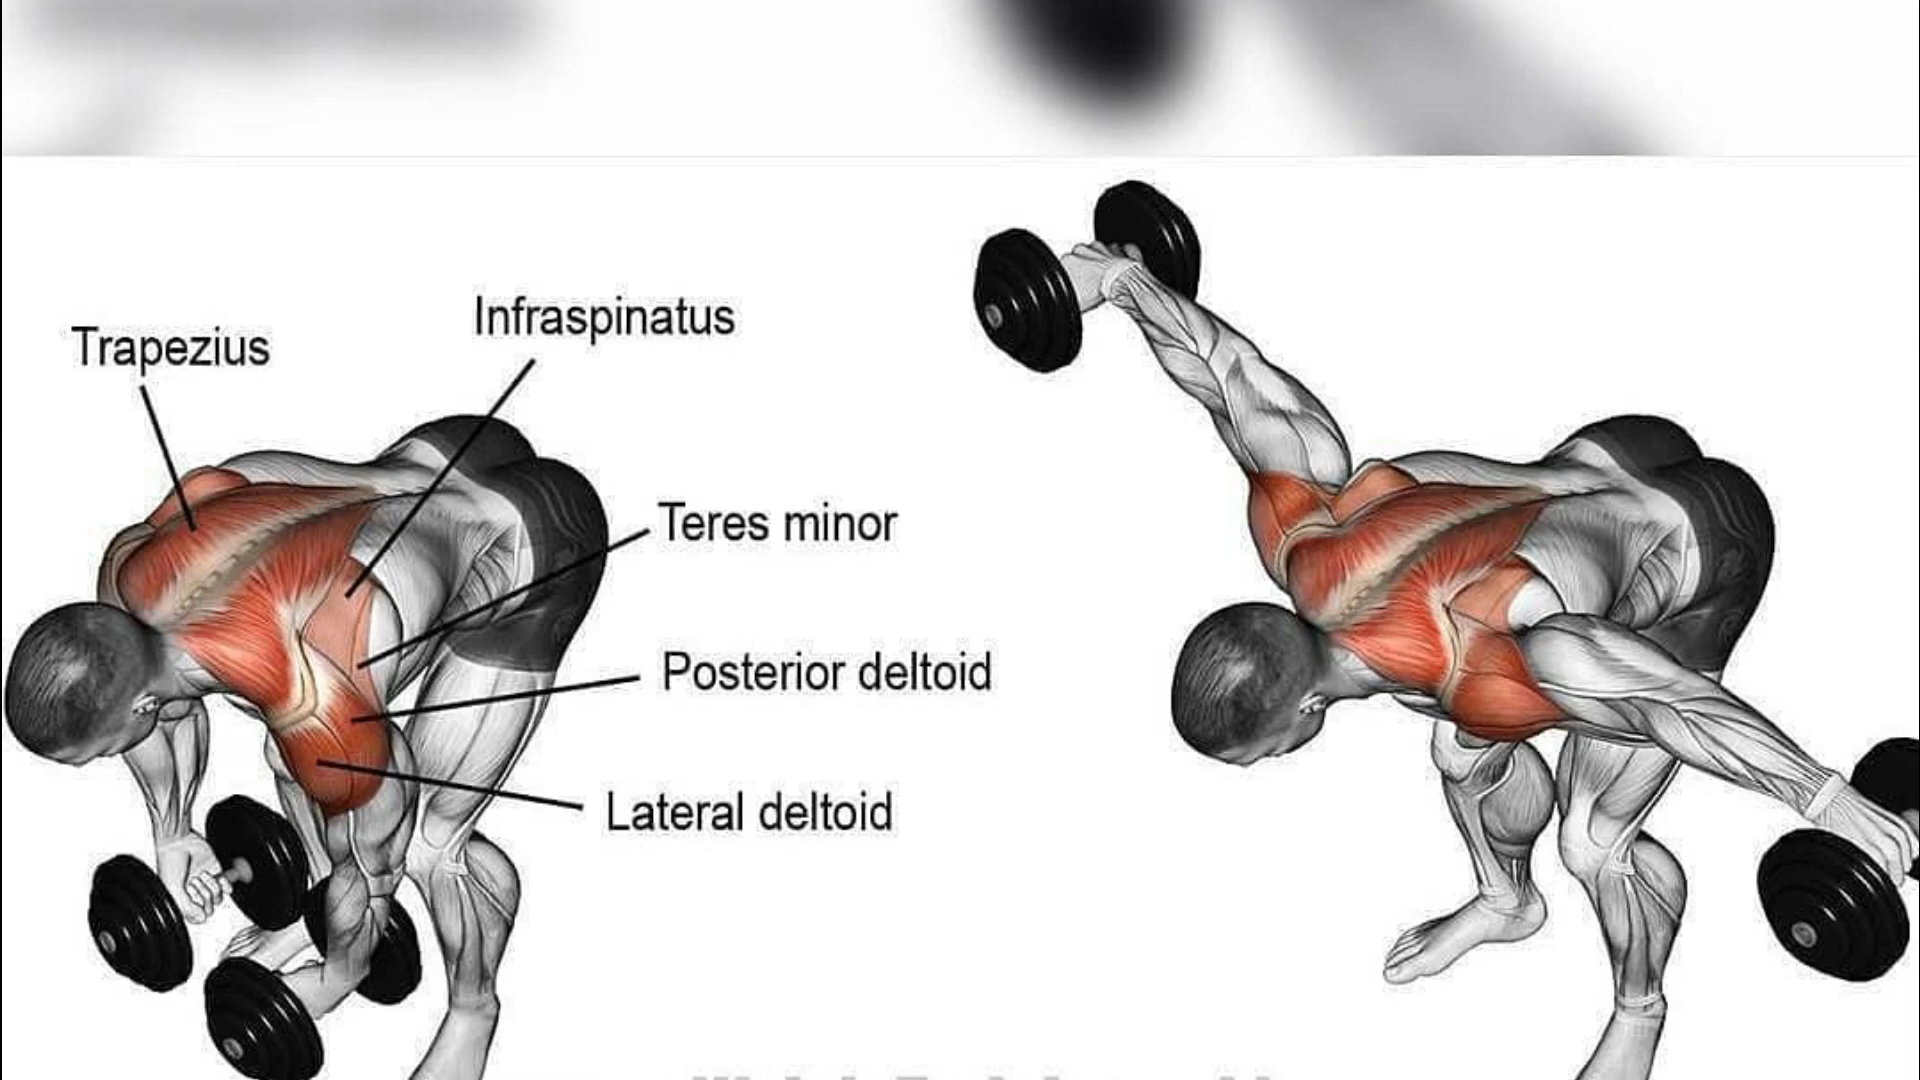 Infraspinatus
Trapezius
Teres minor
Posterior deltoid
Lateral deltoid